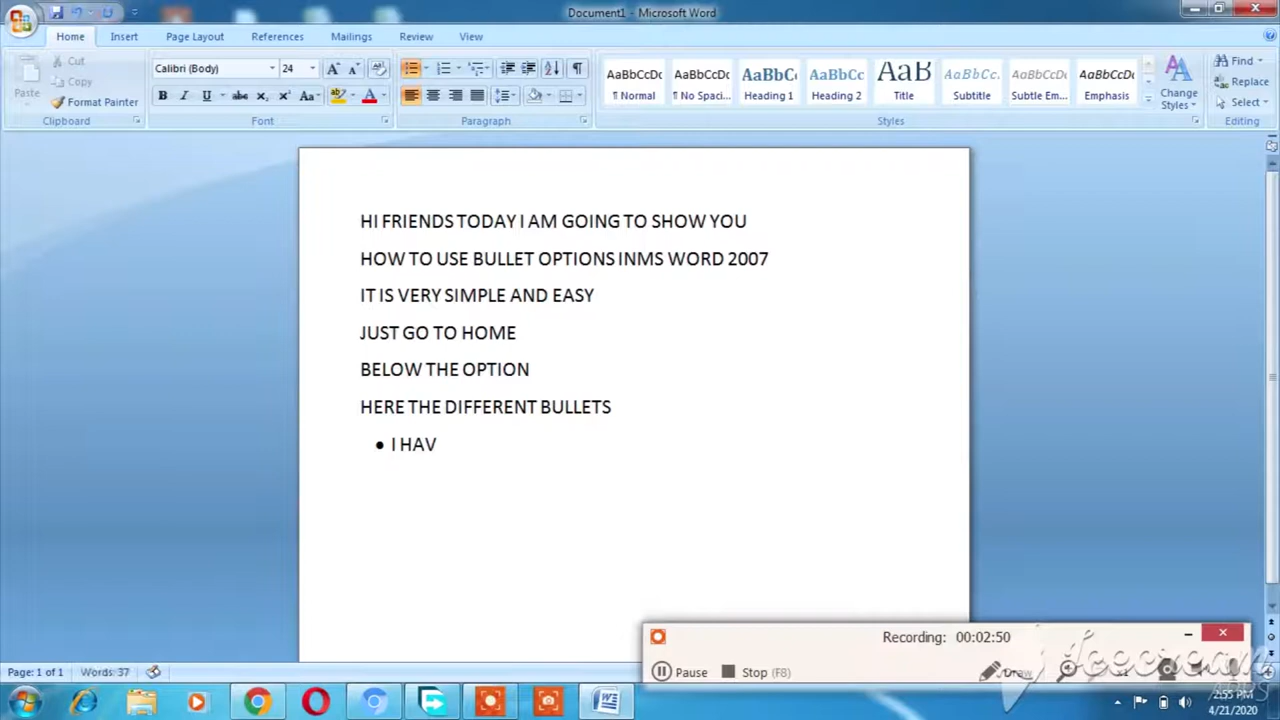 Document1 - Microsoft Word
Home Insert Page Layout References Mailings Review View
Paste
Cut
Copy
Format Painter
Clipboard
Calibri (Body) 24
Font
Paragraph
AaBbCcDc AaBbCcDc AaBbC AaBbCc AaB AaBbCc. AaBbCcDc AaBbCcDc
¶ Normal ¶ No Spaci... Heading 1 Heading 2 Title Subtitle Subtle Em... Emphasis
Change Styles
Styles
Find
Replace
Select
Editing
HI FRIENDS TODAY I AM GOING TO SHOW YOU
HOW TO USE BULLET OPTIONS INMS WORD 2007
IT IS VERY SIMPLE AND EASY
JUST GO TO HOME
BELOW THE OPTION
HERE THE DIFFERENT BULLETS
• I HAV
Recording: 00:02:50
Pause Stop (F8) Draw
Page: 1 of 1 Words: 37
2:55 PM
4/21/2020